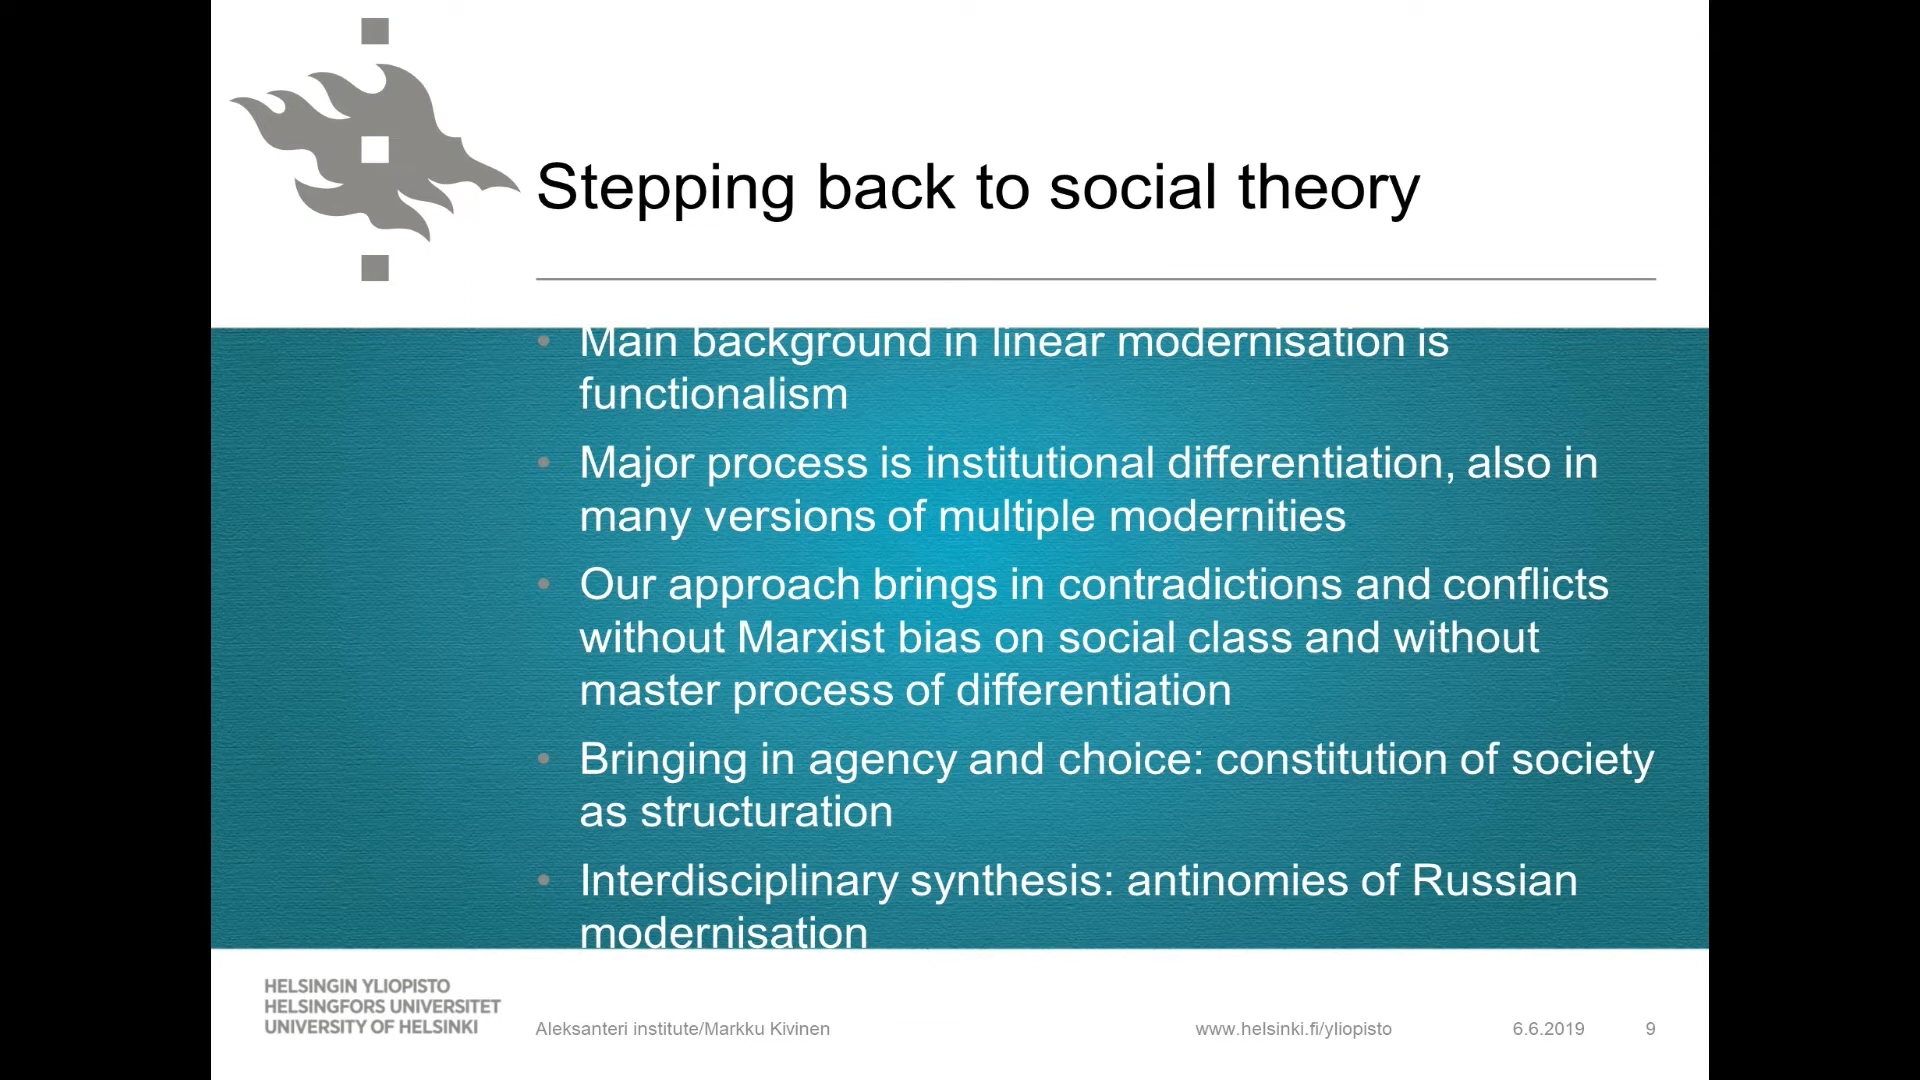 Stepping back to social theory
• Main background in linear modernisation is
functionalism
• Major process is institutional differentiation, also in
many versions of multiple modernities
• Our approach brings in contradictions and conflicts
without Marxist bias on social class and without
master process of differentiation
• Bringing in agency and choice: constitution of society
as structuration
• Interdisciplinary synthesis: antinomies of Russian
modernisation
HELSINGIN YLIOPISTO
HELSINGFORS UNIVERSITET
UNIVERSITY OF HELSINKI
Aleksanteri institute/Markku Kivinen www.helsinki.fi/yliopisto 6.6.2019 9